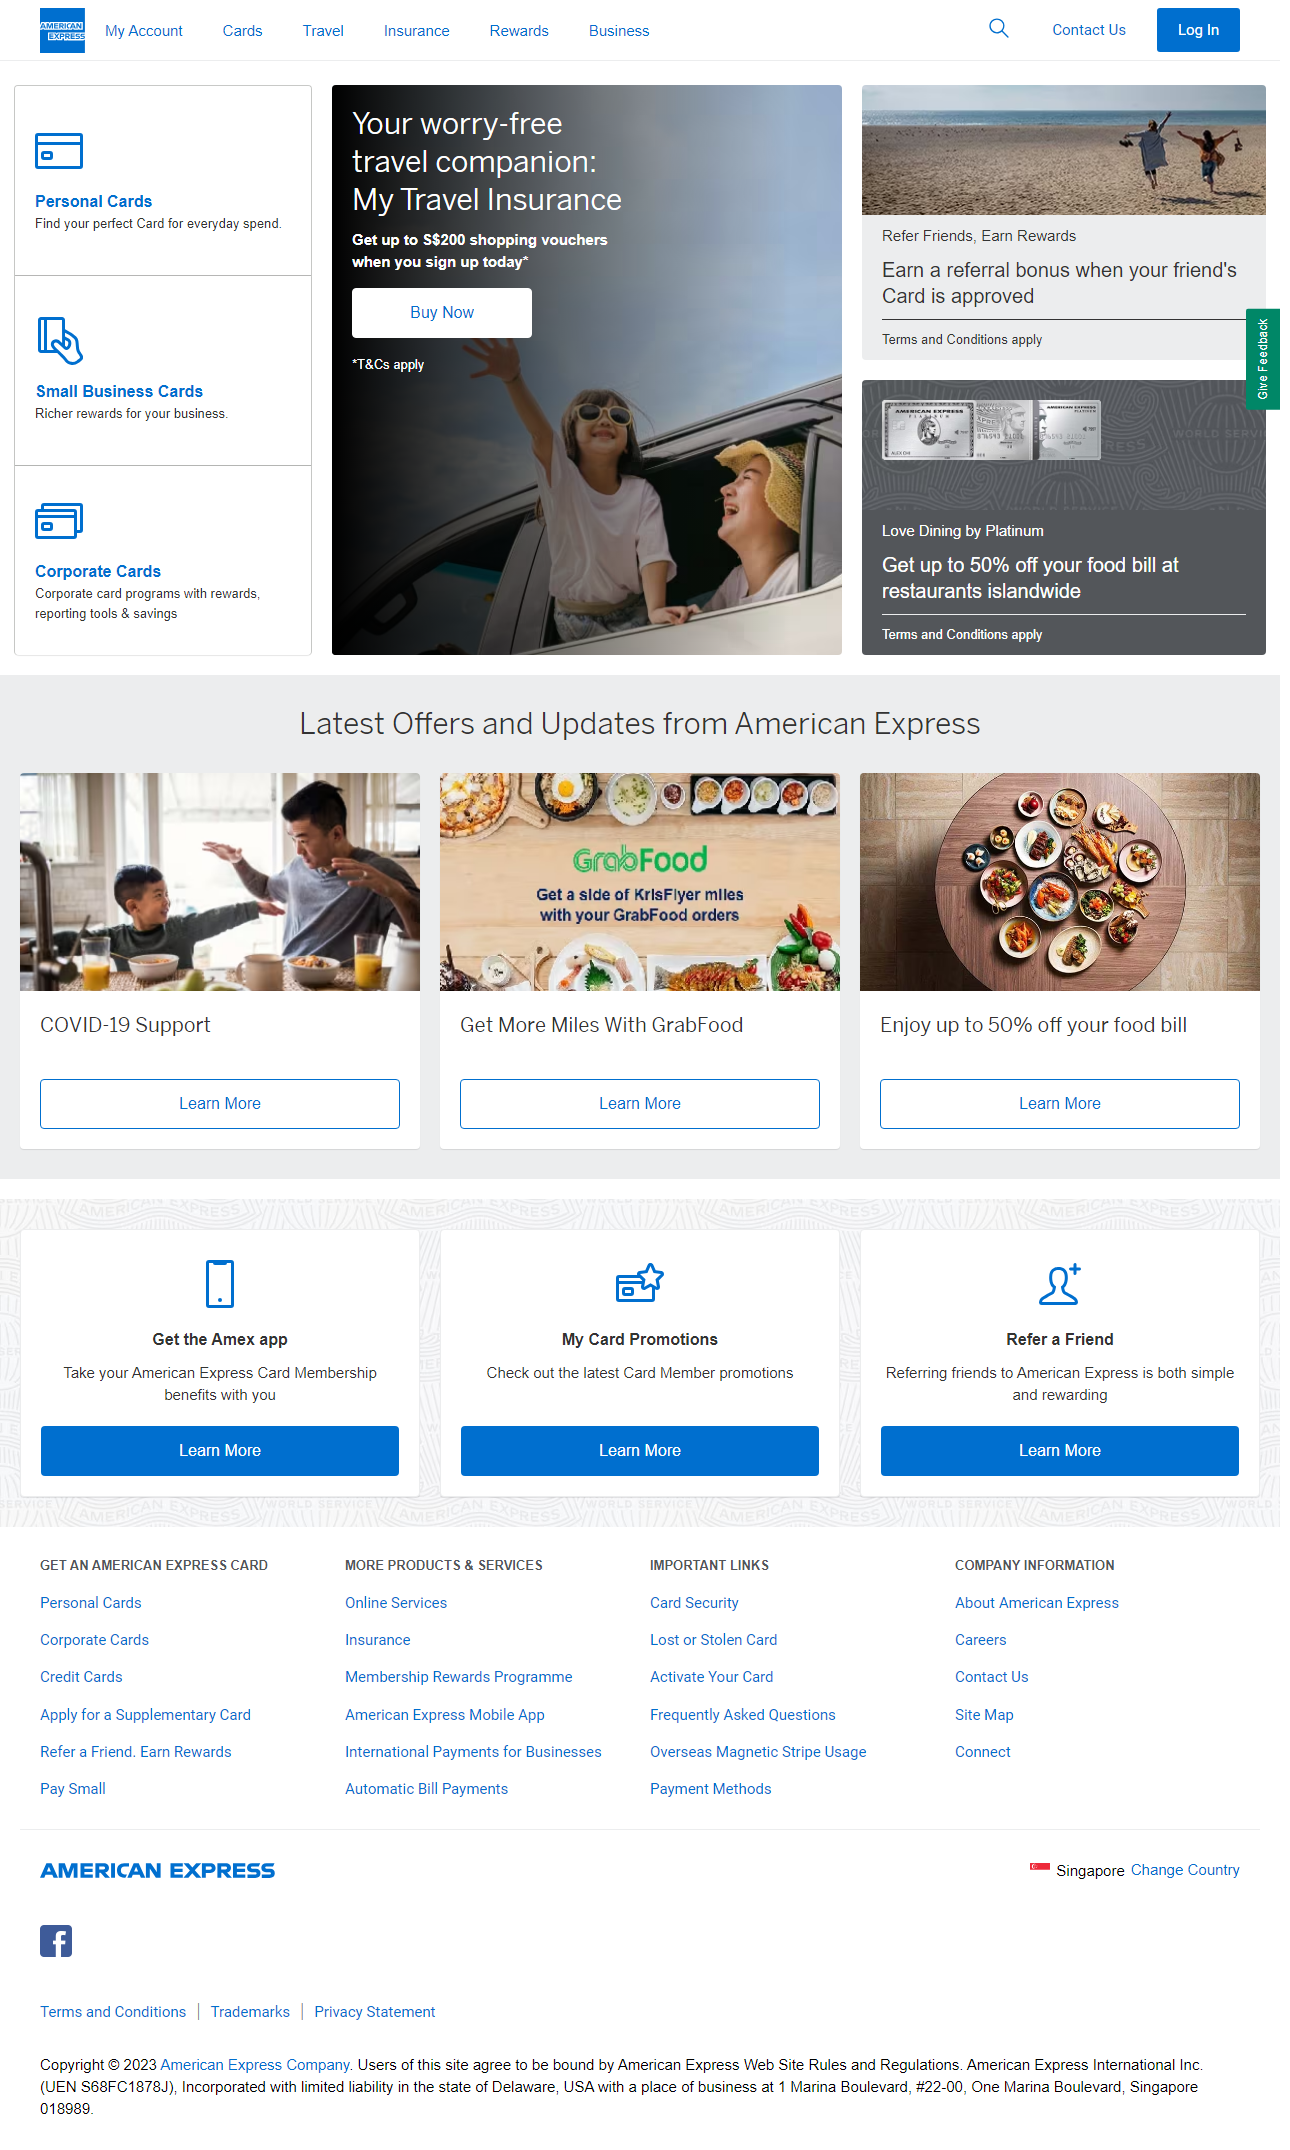 AMERICAN
EXPRESS
My Account
Cards
Travel
Insurance
Rewards
Business
Contact Us
Log In
Personal Cards
Find your perfect Card for everyday spend.
Small Business Cards
Richer rewards for your business.
Corporate Cards
Corporate card programs with rewards,
reporting tools & savings
Your worry-free
travel companion:
My Travel Insurance
Get up to S$200 shopping vouchers
when you sign up today*
Buy Now
*T&Cs apply
Refer Friends, Earn Rewards
Earn a referral bonus when your friend's
Card is approved
Terms and Conditions apply
Give Feedback
AMERICAN EXPRESS
PLATINUM
Love Dining by Platinum
Get up to 50% off your food bill at
restaurants islandwide
Terms and Conditions apply
Latest Offers and Updates from American Express
COVID-19 Support
Learn More
GrabFood
Get a side of KrisFlyer miles
with your GrabFood orders
Get More Miles With GrabFood
Learn More
Enjoy up to 50% off your food bill
Learn More
Get the Amex app
Take your American Express Card Membership
benefits with you
Learn More
My Card Promotions
Check out the latest Card Member promotions
Learn More
Refer a Friend
Referring friends to American Express is both simple
and rewarding
Learn More
GET AN AMERICAN EXPRESS CARD
Personal Cards
Corporate Cards
Credit Cards
Apply for a Supplementary Card
Refer a Friend. Earn Rewards
Pay Small
MORE PRODUCTS & SERVICES
Online Services
Insurance
Membership Rewards Programme
American Express Mobile App
International Payments for Businesses
Automatic Bill Payments
IMPORTANT LINKS
Card Security
Lost or Stolen Card
Activate Your Card
Frequently Asked Questions
Overseas Magnetic Stripe Usage
Payment Methods
COMPANY INFORMATION
About American Express
Careers
Contact Us
Site Map
Connect
AMERICAN EXPRESS
Singapore Change Country
Terms and Conditions | Trademarks | Privacy Statement
Copyright © 2023 American Express Company. Users of this site agree to be bound by American Express Web Site Rules and Regulations. American Express International Inc.
(UEN S68FC1878J), Incorporated with limited liability in the state of Delaware, USA with a place of business at 1 Marina Boulevard, #22-00, One Marina Boulevard, Singapore
018989.